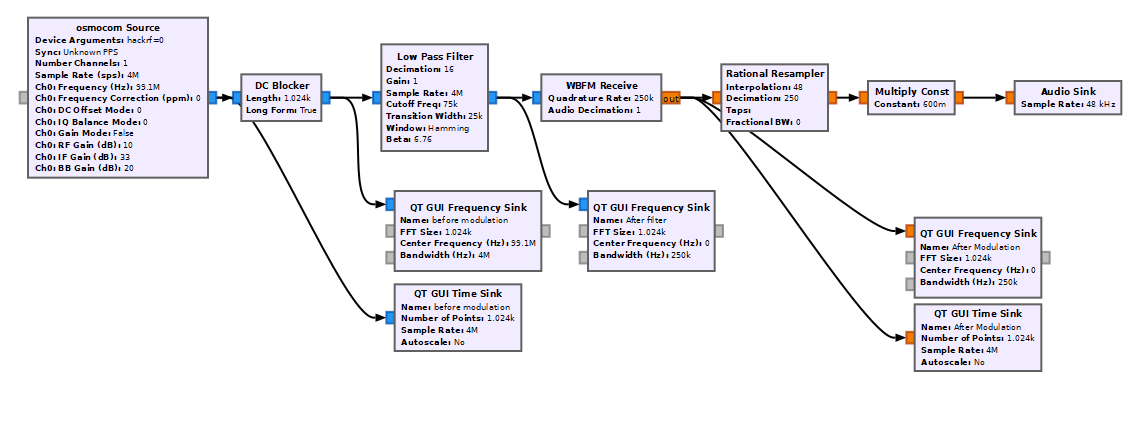 osmocom Source
Device Arguments: hackrf=0
Sync: Unknown PPS
Number Channels: 1
Sample Rate (sps): 4M
Ch0: Frequency (Hz): 99.1M
Ch0: Frequency Correction (ppm): 0
Ch0: DC Offset Mode: 0
Ch0: IQ Balance Mode: 0
Ch0: Gain Mode: False
Ch0: RF Gain (dB): 10
Ch0: IF Gain (dB): 33
Ch0: BB Gain (dB): 20
DC Blocker
Length: 1.024k
Long Form: True
Low Pass Filter
Decimation: 16
Gain: 1
Sample Rate: 4M
Cutoff Freq: 75k
Transition Width: 25k
Window: Hamming
Beta: 6.76
WBFM Receive
Quadrature Rate: 250k
Audio Decimation: 1
out
Rational Resampler
Interpolation: 48
Decimation: 250
Taps:
Fractional BW: 0
Multiply Const
Constant: 600m
Audio Sink
Sample Rate: 48 kHz
QT GUI Frequency Sink
Name: before modulation
FFT Size: 1.024k
Center Frequency (Hz): 99.1M
Bandwidth (Hz): 4M
QT GUI Frequency Sink
Name: After filter
FFT Size: 1.024k
Center Frequency (Hz): 0
Bandwidth (Hz): 250k
QT GUI Frequency Sink
Name: After Modulation
FFT Size: 1.024k
Center Frequency (Hz): 0
Bandwidth (Hz): 250k
QT GUI Time Sink
Name: before modulation
Number of Points: 1.024k
Sample Rate: 4M
Autoscale: No
QT GUI Time Sink
Name: After Modulation
Number of Points: 1.024k
Sample Rate: 4M
Autoscale: No